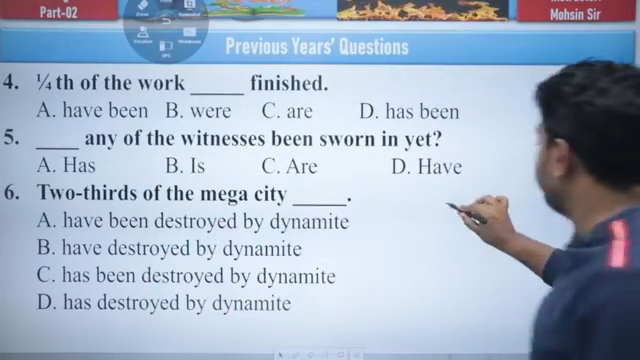 Part-02
Mohsin Sir
Previous Years' Questions
4. ¼ th of the work _____ finished.
A. have been B. were C. are D. has been
5. ____ any of the witnesses been sworn in yet?
A. Has B. Is C. Are D. Have
6. Two-thirds of the mega city _____.
A. have been destroyed by dynamite
B. have destroyed by dynamite
C. has been destroyed by dynamite
D. has destroyed by dynamite